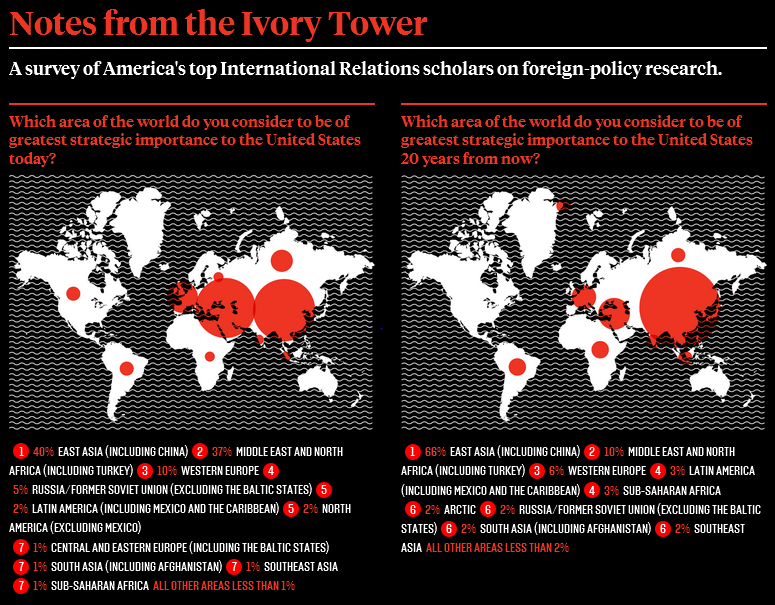 Notes from the Ivory Tower
A survey of America's top International Relations scholars on foreign-policy research.
Which area of the world do you consider to be of
greatest strategic importance to the United States
today?
1 40% EAST ASIA (INCLUDING CHINA) 2 37% MIDDLE EAST AND NORTH
AFRICA (INCLUDING TURKEY) 3 10% WESTERN EUROPE 4
5% RUSSIA/FORMER SOVIET UNION (EXCLUDING THE BALTIC STATES) 5
2% LATIN AMERICA (INCLUDING MEXICO AND THE CARIBBEAN) 5 2% NORTH
AMERICA (EXCLUDING MEXICO)
7 1% CENTRAL AND EASTERN EUROPE (INCLUDING THE BALTIC STATES)
7 1% SOUTH ASIA (INCLUDING AFGHANISTAN) 7 1% SOUTHEAST ASIA
7 1% SUB-SAHARAN AFRICA ALL OTHER AREAS LESS THAN 1%
Which area of the world do you consider to be of
greatest strategic importance to the United States
20 years from now?
1 66% EAST ASIA (INCLUDING CHINA) 2 10% MIDDLE EAST AND NORTH
AFRICA (INCLUDING TURKEY) 3 6% WESTERN EUROPE 4 3% LATIN AMERICA
(INCLUDING MEXICO AND THE CARIBBEAN) 4 3% SUB-SAHARAN AFRICA
6 2% ARCTIC 6 2% RUSSIA/FORMER SOVIET UNION (EXCLUDING THE BALTIC
STATES) 6 2% SOUTH ASIA (INCLUDING AFGHANISTAN) 6 2% SOUTHEAST
ASIA ALL OTHER AREAS LESS THAN 2%